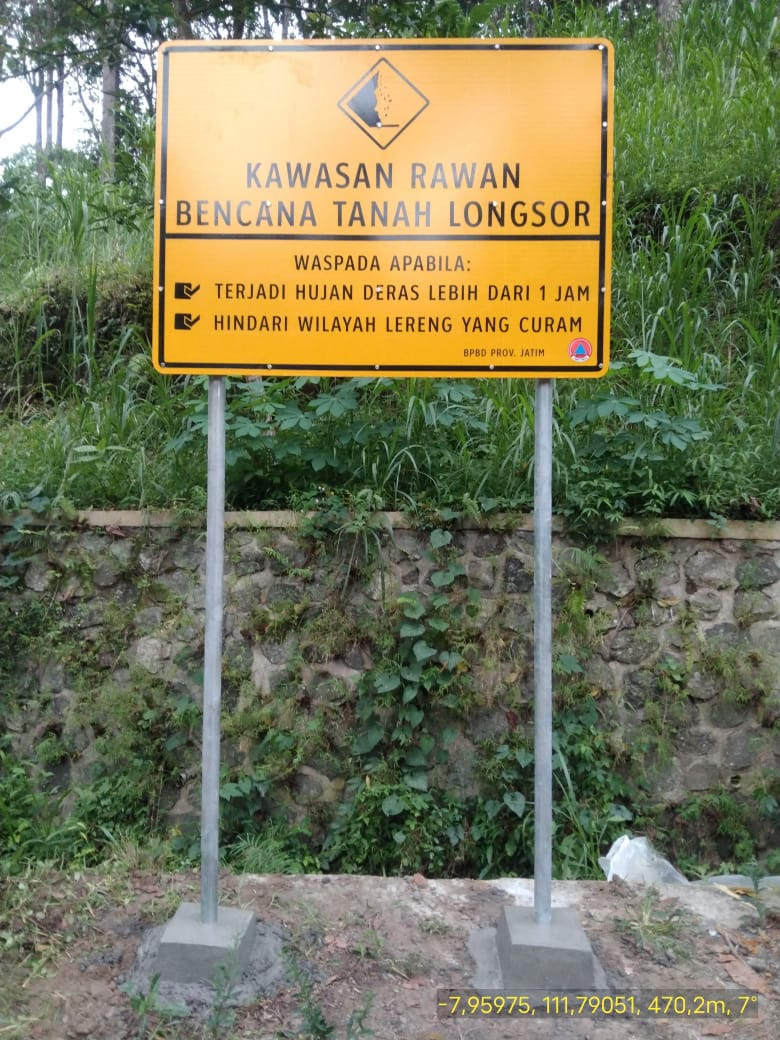 KAWASAN RAWAN
BENCANA TANAH LONGSOR
WASPADA APABILA:
TERJADI HUJAN DERAS LEBIH DARI 1 JAM
HINDARI WILAYAH LERENG YANG CURAM
BPBD PROV. JATIM
-7,95975, 111,79051, 470,2m, 7°